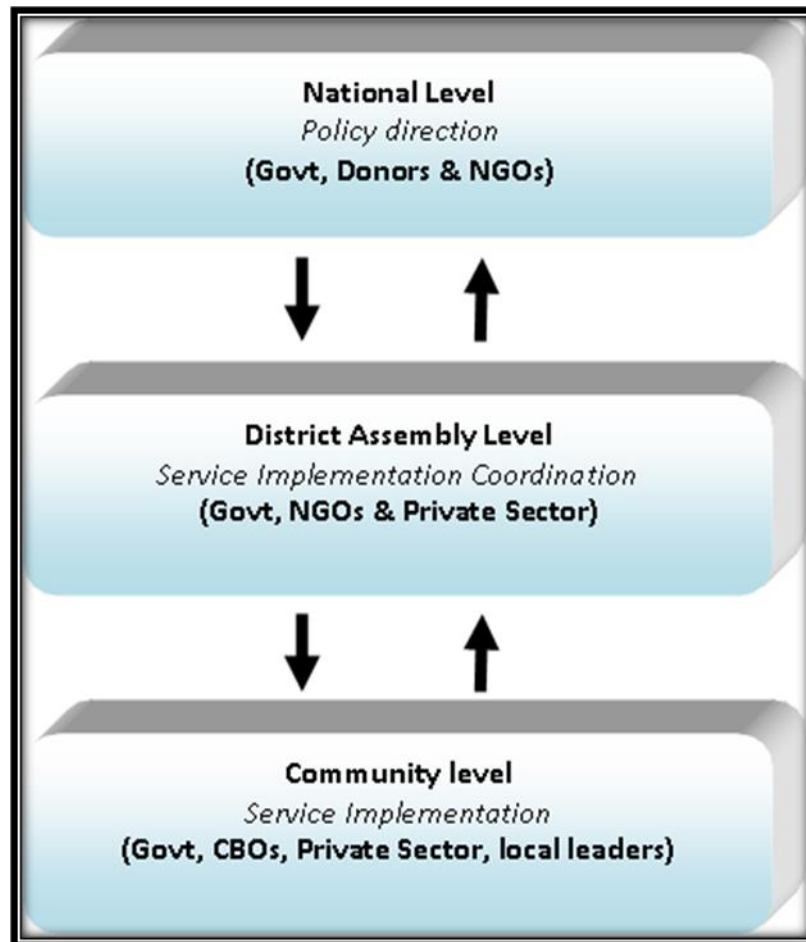 National Level
Policy direction
(Govt, Donors & NGOs)
District Assembly Level
Service Implementation Coordination
(Govt, NGOs & Private Sector)
Community level
Service Implementation
(Govt, CBOs, Private Sector, local leaders)